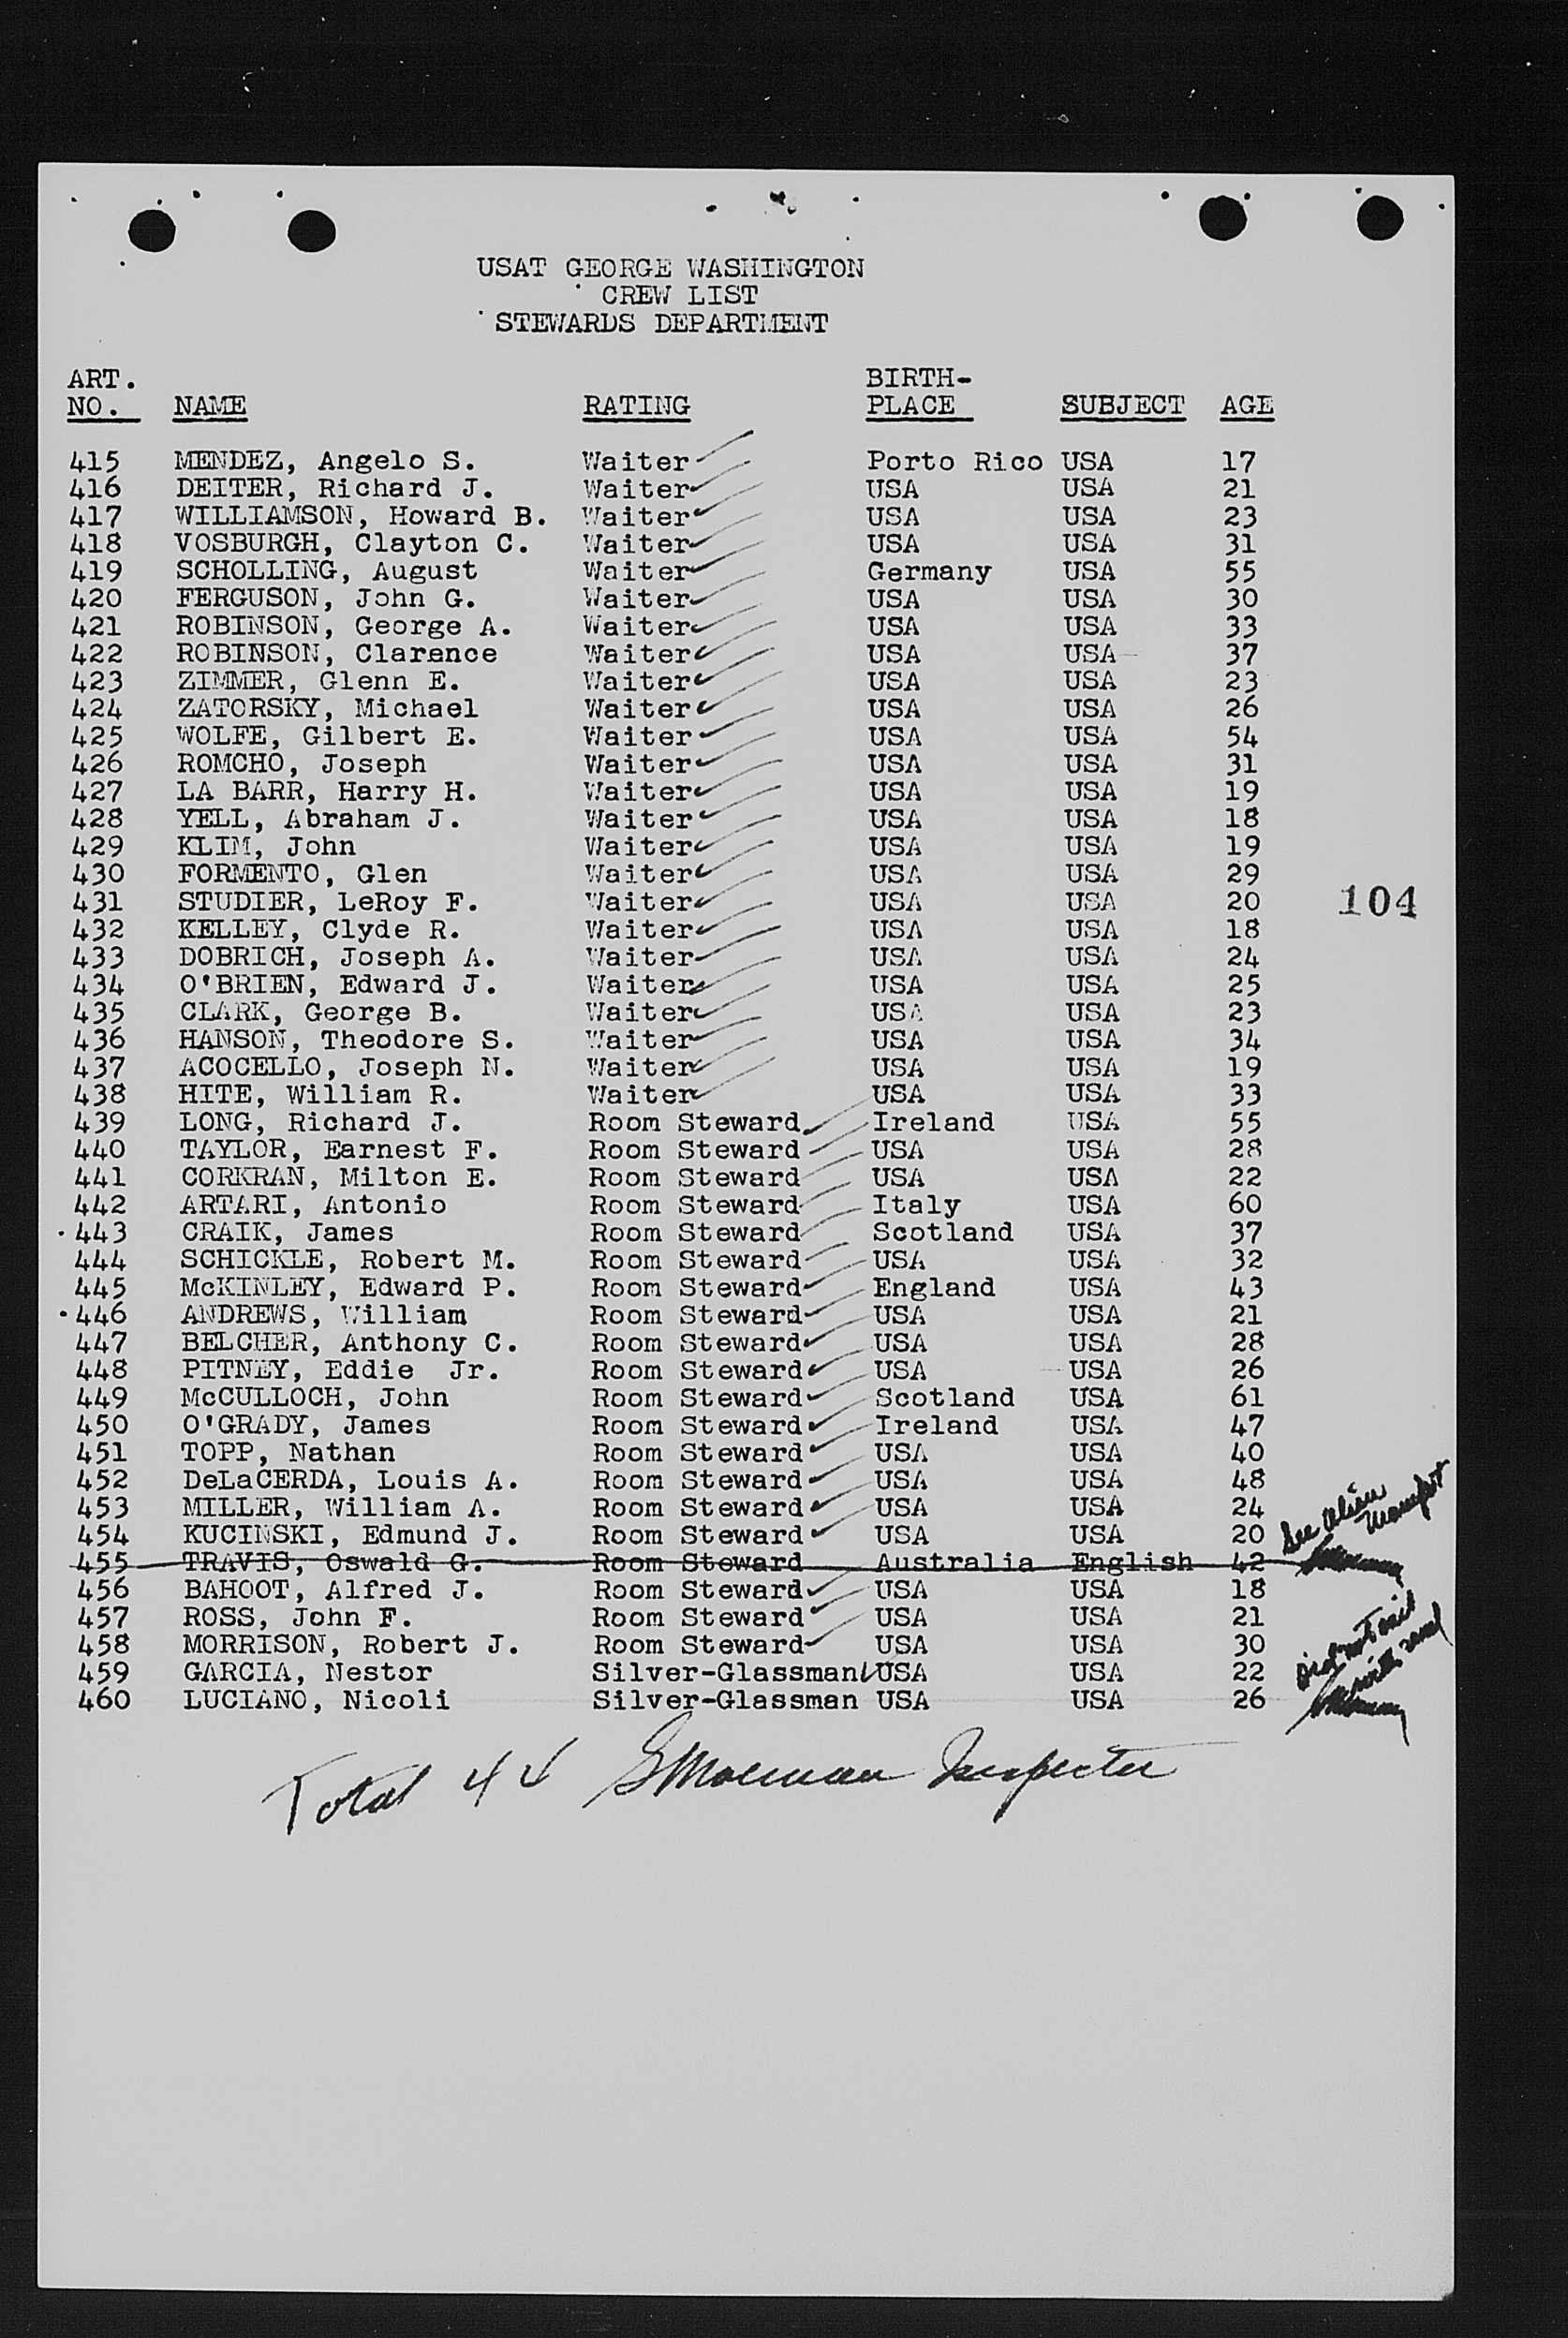 USAT GEORGE WASHINGTON
CREW LIST
STEWARDS DEPARTMENT
ART. BIRTH-
NO. NAME RATING PLACE SUBJECT AGE
415 MENDEZ, Angelo S. Waiter Porto Rico USA 17
416 DEITER, Richard J. Waiter USA USA 21
417 WILLIAMSON, Howard B. Waiter USA USA 23
418 VOSBURGH, Clayton C. Waiter USA USA 31
419 SCHOLLING, August Waiter Germany USA 55
420 FERGUSON, John G. Waiter USA USA 30
421 ROBINSON, George A. Waiter USA USA 33
422 ROBINSON, Clarence Waiter USA USA 37
423 ZIMMER, Glenn E. Waiter USA USA 23
424 ZATORSKY, Michael Waiter USA USA 26
425 WOLFE, Gilbert E. Waiter USA USA 54
426 ROMCHO, Joseph Waiter USA USA 31
427 LA BARR, Harry H. Waiter USA USA 19
428 YELL, Abraham J. Waiter USA USA 18
429 KLIM, John Waiter USA USA 19
430 FORMENTO, Glen Waiter USA USA 29
431 STUDIER, LeRoy F. Waiter USA USA 20 104
432 KELLEY, Clyde R. Waiter USA USA 18
433 DOBRICH, Joseph A. Waiter USA USA 24
434 O'BRIEN, Edward J. Waiter USA USA 25
435 CLARK, George B. Waiter USA USA 23
436 HANSON, Theodore S. Waiter USA USA 34
437 ACOCELLO, Joseph N. Waiter USA USA 19
438 HITE, William R. Waiter USA USA 33
439 LONG, Richard J. Room Steward Ireland USA 55
440 TAYLOR, Earnest F. Room Steward USA USA 28
441 CORKRAN, Milton E. Room Steward USA USA 22
442 ARTARI, Antonio Room Steward Italy USA 60
443 CRAIK, James Room Steward Scotland USA 37
444 SCHICKLE, Robert M. Room Steward USA USA 32
445 McKINLEY, Edward P. Room Steward England USA 43
446 ANDREWS, William Room Steward USA USA 21
447 BELCHER, Anthony C. Room Steward USA USA 28
448 PITNEY, Eddie Jr. Room Steward USA USA 26
449 McCULLOCH, John Room Steward Scotland USA 61
450 O'GRADY, James Room Steward Ireland USA 47
451 TOPP, Nathan Room Steward USA USA 40
452 DeLaCERDA, Louis A. Room Steward USA USA 48
453 MILLER, William A. Room Steward USA USA 24
454 KUCINSKI, Edmund J. Room Steward USA USA 20 See Alien
455 TRAVIS, Oswald G. Room Steward Australia English 42
456 BAHOOT, Alfred J. Room Steward USA USA 18
457 ROSS, John F. Room Steward USA USA 21
458 MORRISON, Robert J. Room Steward USA USA 30
459 GARCIA, Nestor Silver-Glassman USA USA 22 Did not sail
460 LUCIANO, Nicoli Silver-Glassman USA USA 26
Total 44 Inspector